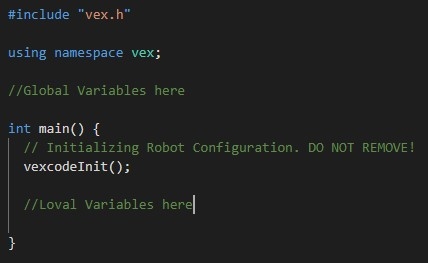 #include "vex.h"
using namespace vex;
//Global Variables here
int main() {
// Initializing Robot Configuration. DO NOT REMOVE!
vexcodeInit();
//Loval Variables here
}